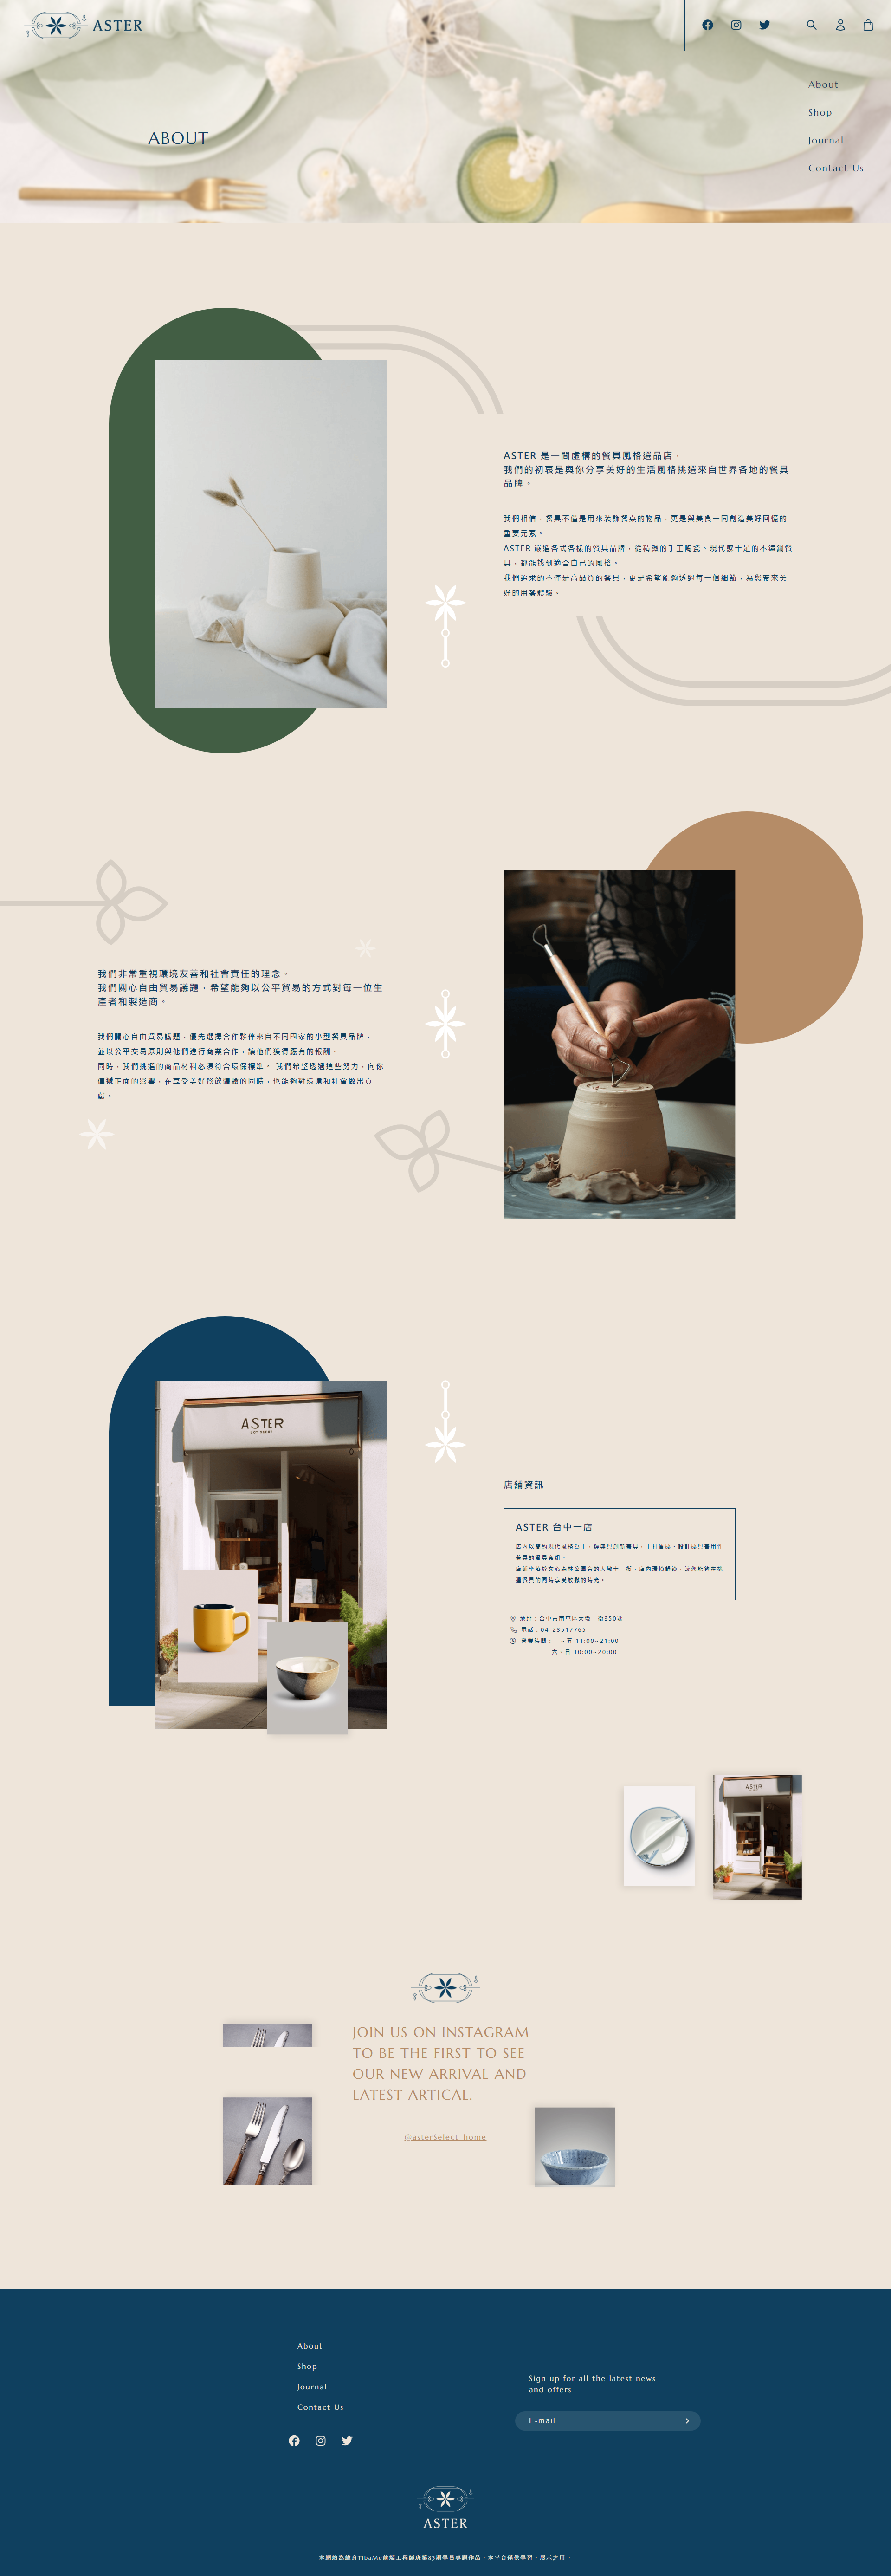 ASTER
About
Shop
Journal
Contact Us
ABOUT
ASTER 是一間虛構的餐具風格選品店，
我們的初衷是與你分享美好的生活風格挑選來自世界各地的餐具
品牌。
我們相信，餐具不僅是用來裝飾餐桌的物品，更是與美食一同創造美好回憶的
重要元素。
ASTER 嚴選各式各樣的餐具品牌，從精緻的手工陶瓷、現代感十足的不鏽鋼餐
具，都能找到適合自己的風格。
我們追求的不僅是高品質的餐具，更是希望能夠透過每一個細節，為您帶來美
好的用餐體驗。
我們非常重視環境友善和社會責任的理念。
我們關心自由貿易議題，希望能夠以公平貿易的方式對每一位生
產者和製造商。
我們關心自由貿易議題，優先選擇合作夥伴來自不同國家的小型餐具品牌，
並以公平交易原則與他們進行商業合作，讓他們獲得應有的報酬。
同時，我們挑選的商品材料必須符合環保標準。 我們希望透過這些努力，向你
傳遞正面的影響，在享受美好餐飲體驗的同時，也能夠對環境和社會做出貢
獻。
ASTER
店舖資訊
ASTER 台中一店
店內以簡約現代風格為主，經典與創新兼具，主打質感、設計感與實用性
兼具的餐具套組。
店舖坐落於文心森林公園旁的大墩十一街，店內環境舒適，讓您能夠在挑
選餐具的同時享受放鬆的時光。
地址：台中市南屯區大墩十街350號
電話：04-23517765
營業時間：一~五 11:00~21:00
六、日 10:00~20:00
ASTER
JOIN US ON INSTAGRAM
TO BE THE FIRST TO SEE
OUR NEW ARRIVAL AND
LATEST ARTICAL.
@asterSelect_home
About
Shop
Journal
Contact Us
Sign up for all the latest news
and offers
E-mail
ASTER
本網站為緯育TibaMe前端工程師班第83期學員專題作品，本平台僅供學習、展示之用。